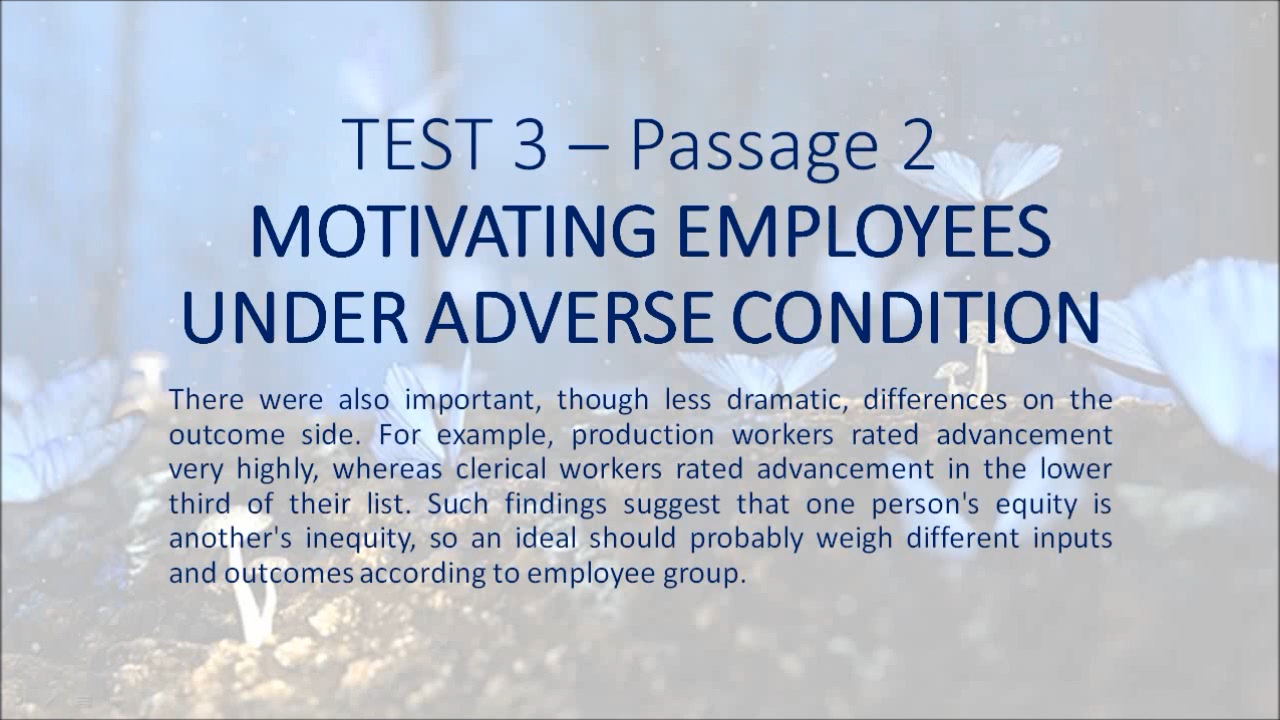 TEST 3 – Passage 2
MOTIVATING EMPLOYEES
UNDER ADVERSE CONDITION
There were also important, though less dramatic, differences on the
outcome side. For example, production workers rated advancement
very highly, whereas clerical workers rated advancement in the lower
third of their list. Such findings suggest that one person's equity is
another's inequity, so an ideal should probably weigh different inputs
and outcomes according to employee group.